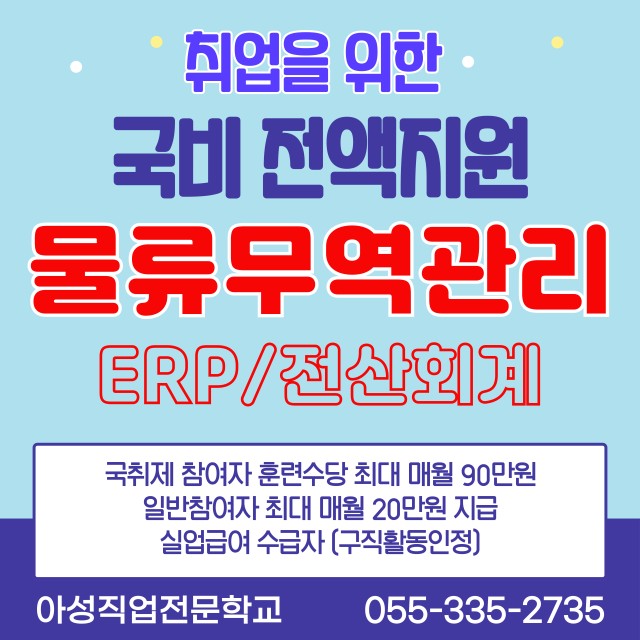 취업을 위한
국비 전액지원
물류무역관리
ERP/전산회계
국취제 참여자 훈련수당 최대 매월 90만원
일반참여자 최대 매월 20만원 지급
실업급여 수급자 (구직활동인정)
아성직업전문학교 055-335-2735